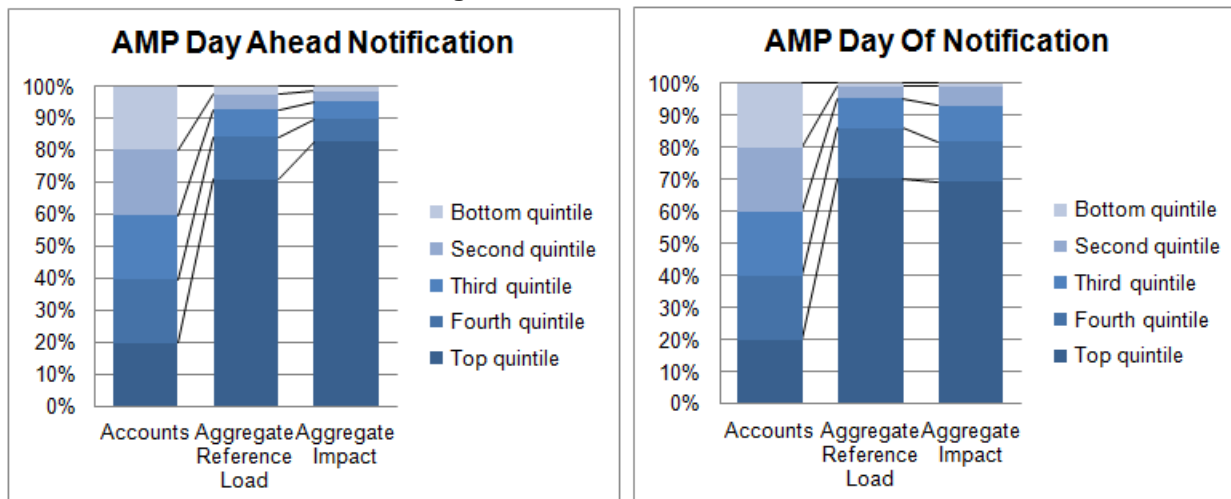 AMP Day Ahead Notification
100%
90%
80%
70%
60%
50%
40%
30%
20%
10%
0%
Accounts Aggregate Aggregate
Reference Impact
Load
Bottom quintile
Second quintile
Third quintile
Fourth quintile
Top quintile
AMP Day Of Notification
100%
90%
80%
70%
60%
50%
40%
30%
20%
10%
0%
Accounts Aggregate Aggregate
Reference Impact
Load
Bottom quintile
Second quintile
Third quintile
Fourth quintile
Top quintile